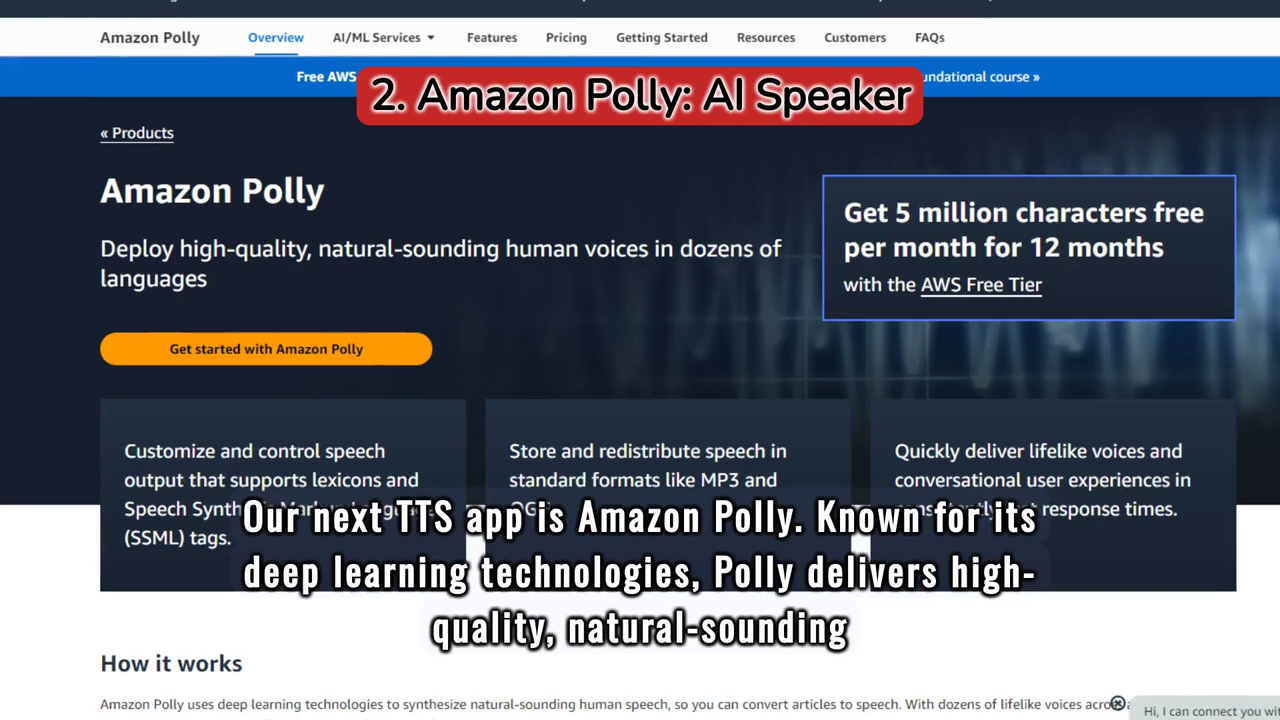 Amazon Polly Overview AI/ML Services Features Pricing Getting Started Resources Customers FAQs
Free AWS undational course »
2. Amazon Polly: AI Speaker
« Products
Amazon Polly
Deploy high-quality, natural-sounding human voices in dozens of
languages
Get started with Amazon Polly
Get 5 million characters free
per month for 12 months
with the AWS Free Tier
Customize and control speech
output that supports lexicons and
Speech Synth
(SSML) tags.
Store and redistribute speech in
standard formats like MP3 and
Quickly deliver lifelike voices and
conversational user experiences in
response times.
Our next TTS app is Amazon Polly. Known for its
deep learning technologies, Polly delivers high-
quality, natural-sounding
How it works
Amazon Polly uses deep learning technologies to synthesize natural-sounding human speech, so you can convert articles to speech. With dozens of lifelike voices across
Hi, I can connect you wit